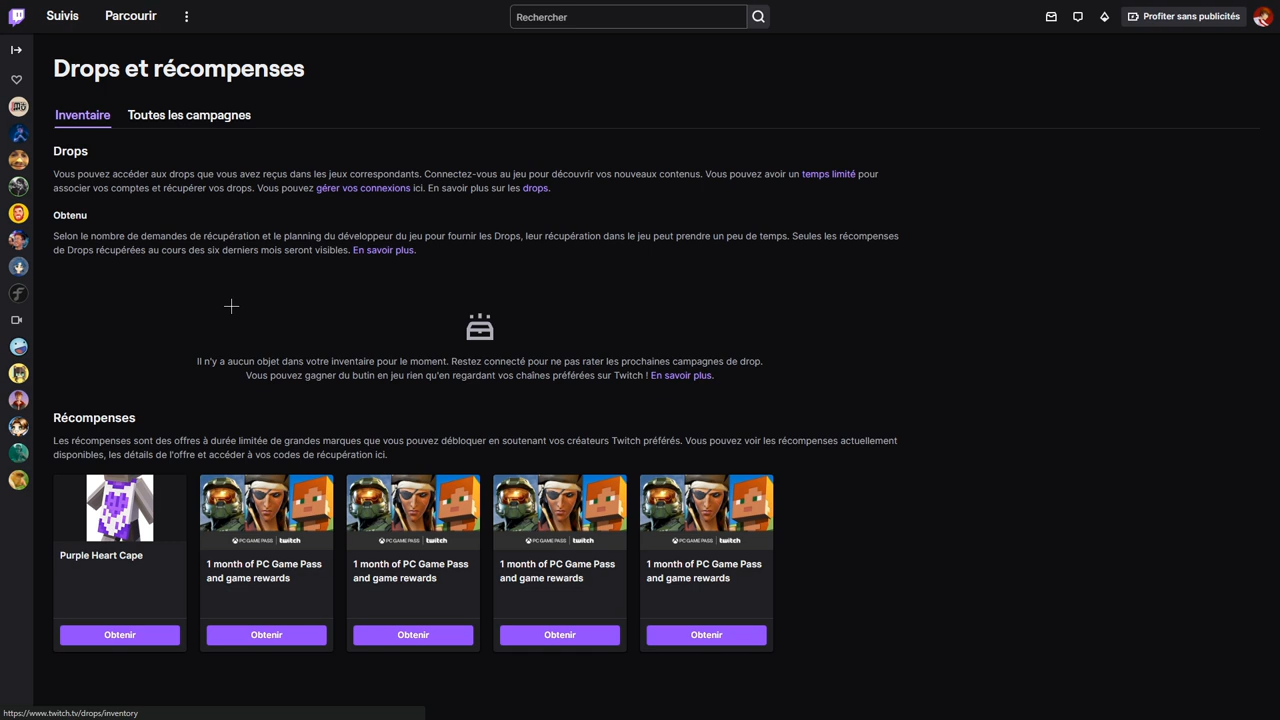 Suivis
Parcourir
Rechercher
Profiter sans publicités
Drops et récompenses
Inventaire
Toutes les campagnes
Drops
Vous pouvez accéder aux drops que vous avez reçus dans les jeux correspondants. Connectez-vous au jeu pour découvrir vos nouveaux contenus. Vous pouvez avoir un temps limité pour
associer vos comptes et récupérer vos drops. Vous pouvez gérer vos connexions ici. En savoir plus sur les drops.
Obtenu
Selon le nombre de demandes de récupération et le planning du développeur du jeu pour fournir les Drops, leur récupération dans le jeu peut prendre un peu de temps. Seules les récompenses
de Drops récupérées au cours des six derniers mois seront visibles. En savoir plus.
Il n'y a aucun objet dans votre inventaire pour le moment. Restez connecté pour ne pas rater les prochaines campagnes de drop.
Vous pouvez gagner du butin en jeu rien qu'en regardant vos chaînes préférées sur Twitch ! En savoir plus.
Récompenses
Les récompenses sont des offres à durée limitée de grandes marques que vous pouvez débloquer en soutenant vos créateurs Twitch préférés. Vous pouvez voir les récompenses actuellement
disponibles, les détails de l'offre et accéder à vos codes de récupération ici.
Purple Heart Cape
Obtenir
PC GAME PASS | twitch
1 month of PC Game Pass
and game rewards
Obtenir
PC GAME PASS | twitch
1 month of PC Game Pass
and game rewards
Obtenir
PC GAME PASS | twitch
1 month of PC Game Pass
and game rewards
Obtenir
PC GAME PASS | twitch
1 month of PC Game Pass
and game rewards
Obtenir
https://www.twitch.tv/drops/inventory